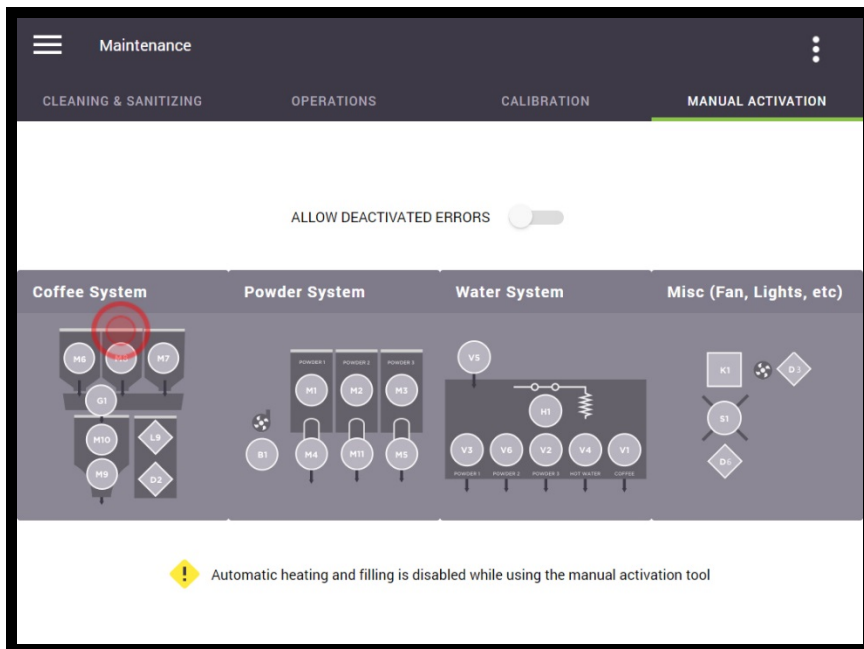 Maintenance
CLEANING & SANITIZING OPERATIONS CALIBRATION MANUAL ACTIVATION
ALLOW DEACTIVATED ERRORS
Coffee System Powder System Water System Misc (Fan, Lights, etc)
M6 M7
G1
M10 L9
M9 D2
POWDER 1 POWDER 2 POWDER 3
M1 M2 M3
B1 M4 M11 M5
V5
H1
V3 V6 V2 V4 V1
POWDER 1 POWDER 2 POWDER 3 HOT WATER COFFEE
K1 D3
S1
D6
Automatic heating and filling is disabled while using the manual activation tool